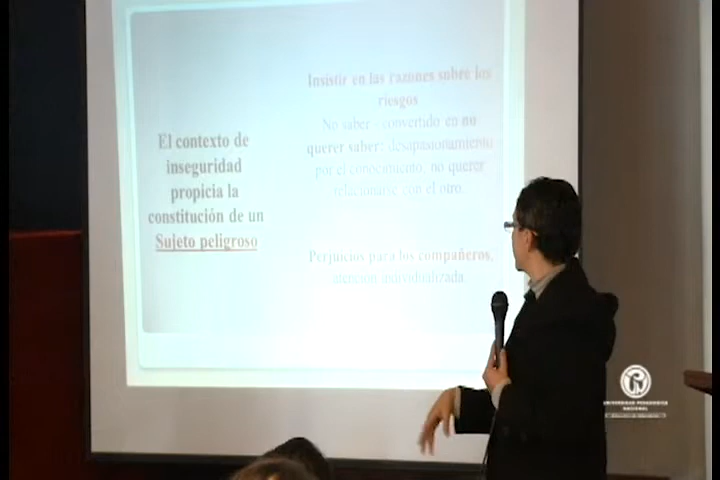 El contexto de
inseguridad
propicia la
constitución de un
Sujeto peligroso
Insistir en las razones sobre los
riesgos
No saber - convertido en no
querer saber: desapasionamiento
por el conocimiento, no querer
relacionarse con el otro
Perjuicios para los compañeros,
atención individualizada.
UNIVERSIDAD PEDAGOGICA
NACIONAL